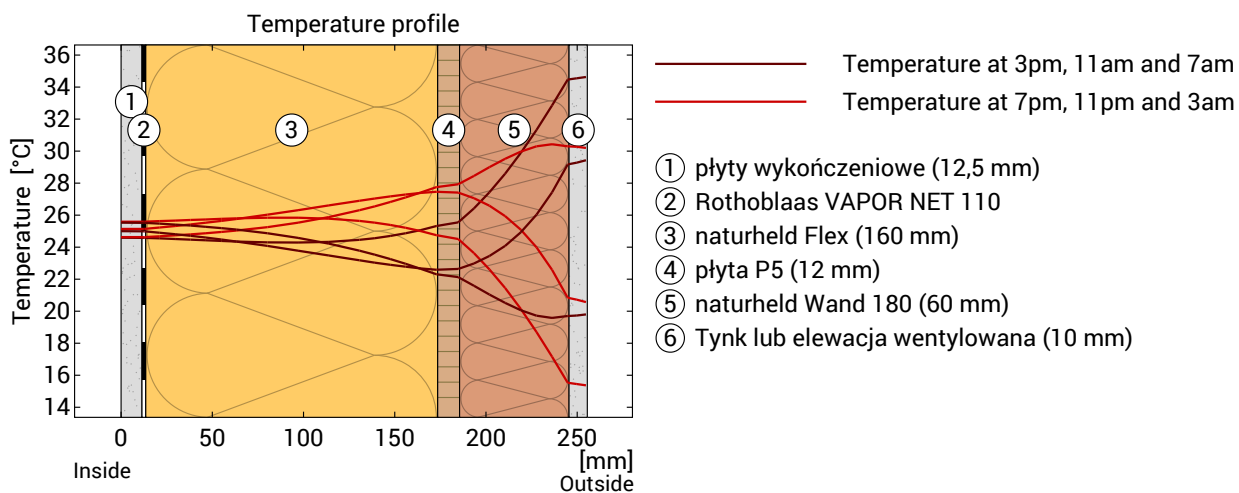 Temperature profile
Temperature [°C]
36
34
32
30
28
26
24
22
20
18
16
14
1
2
3
4
5
6
0
50
100
150
200
250
[mm]
Inside
Outside
Temperature at 3pm, 11am and 7am
Temperature at 7pm, 11pm and 3am
1 płyty wykończeniowe (12,5 mm)
2 Rothoblaas VAPOR NET 110
3 naturheld Flex (160 mm)
4 płyta P5 (12 mm)
5 naturheld Wand 180 (60 mm)
6 Tynk lub elewacja wentylowana (10 mm)